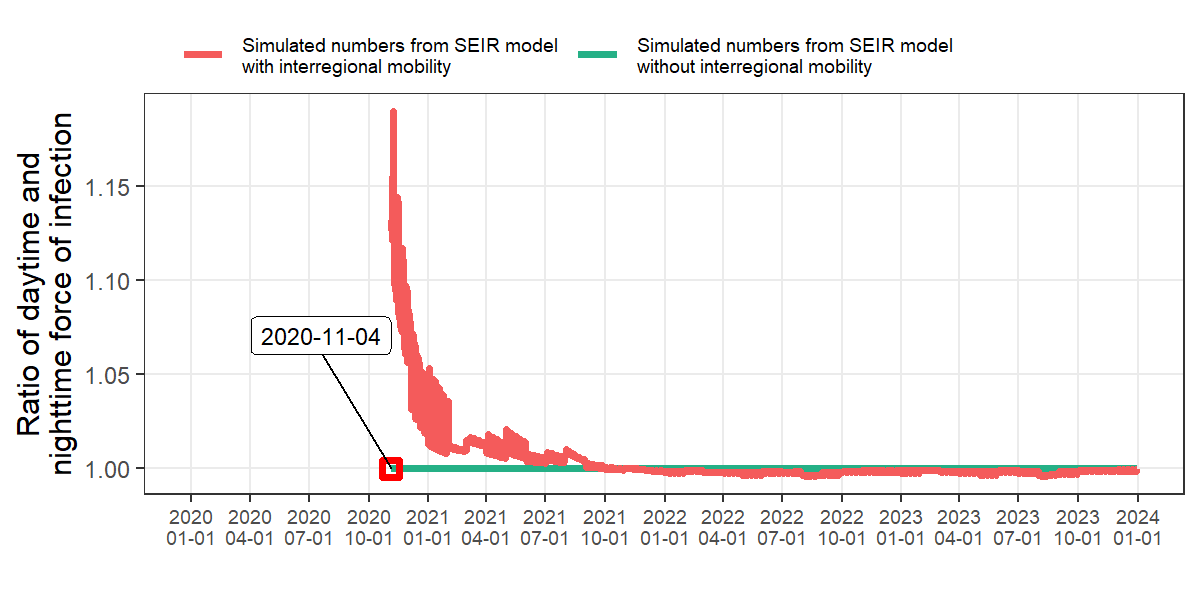 Simulated numbers from SEIR model
with interregional mobility
Simulated numbers from SEIR model
without interregional mobility
Ratio of daytime and
nighttime force of infection
1.15
1.10
1.05
1.00
2020-11-04
2020 2020 2020 2020 2021 2021 2021 2021 2022 2022 2022 2022 2023 2023 2023 2023 2024
01-01 04-01 07-01 10-01 01-01 04-01 07-01 10-01 01-01 04-01 07-01 10-01 01-01 04-01 07-01 10-01 01-01